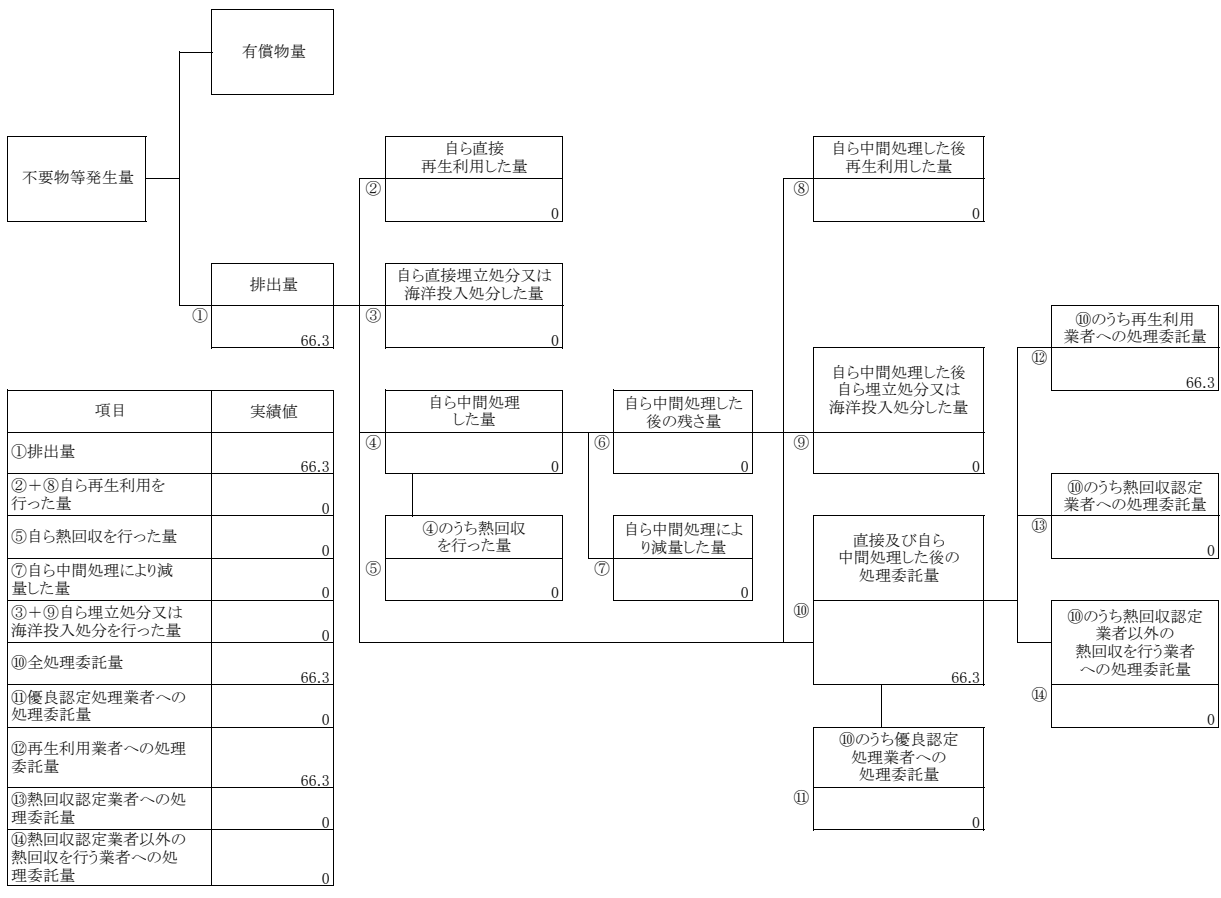 有償物量
不要物等発生量
自ら直接
再生利用した量
②
0
自ら中間処理した後
再生利用した量
⑧
0
排出量
①
66.3
自ら直接埋立処分又は
海洋投入処分した量
③
0
⑩のうち再生利用
業者への処理委託量
⑫
66.3
自ら中間処理
した量
④
0
自ら中間処理した
後の残さ量
⑥
0
自ら中間処理した後
自ら埋立処分又は
海洋投入処分した量
⑨
0
⑩のうち熱回収認定
業者への処理委託量
⑬
0
④のうち熱回収
を行った量
⑤
0
自ら中間処理によ
り減量した量
⑦
0
直接及び自ら
中間処理した後の
処理委託量
⑩
66.3
⑩のうち熱回収認定
業者以外の
熱回収を行う業者
への処理委託量
⑭
0
⑩のうち優良認定
処理業者への
処理委託量
⑪
0
項目 実績値
①排出量
66.3
②＋⑧自ら再生利用を
行った量
0
⑤自ら熱回収を行った量
0
⑦自ら中間処理により減
量した量
0
③＋⑨自ら埋立処分又は
海洋投入処分を行った量
0
⑩全処理委託量
66.3
⑪優良認定処理業者への
処理委託量
0
⑫再生利用業者への処理
委託量
66.3
⑬熱回収認定業者への処
理委託量
0
⑭熱回収認定業者以外の
熱回収を行う業者への処
理委託量
0